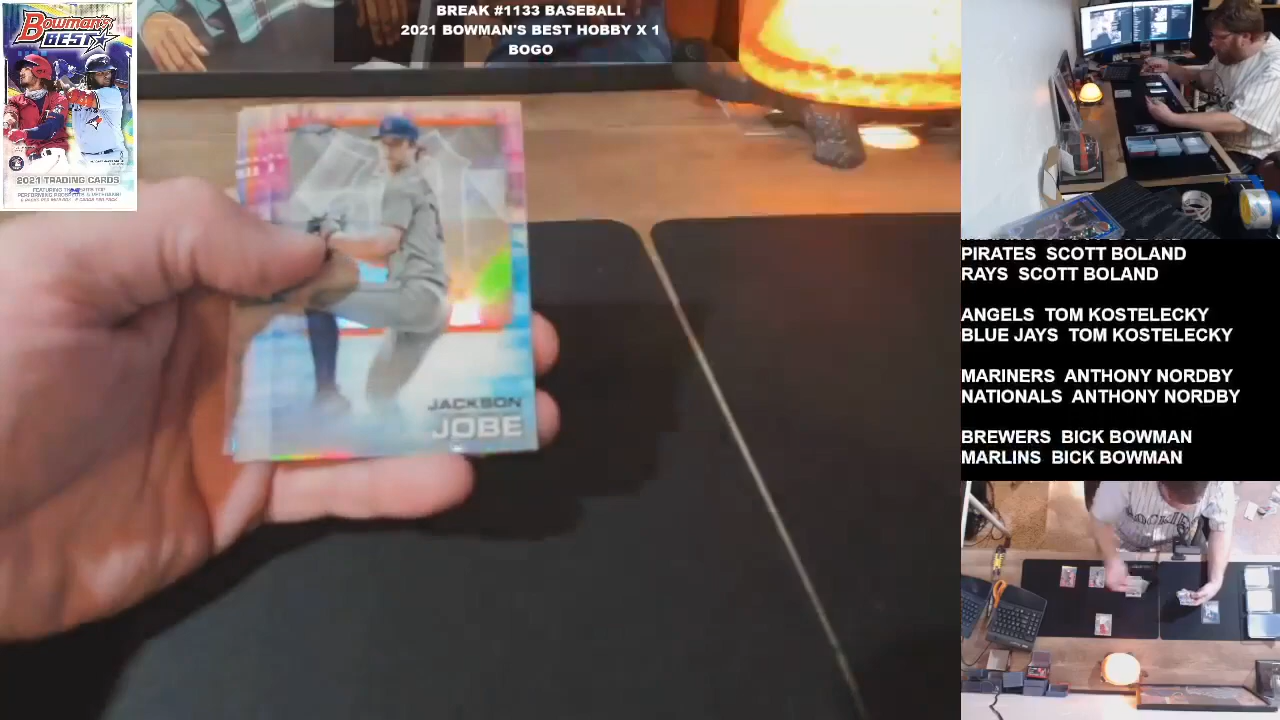 BREAK #1133 BASEBALL
2021 BOWMAN'S BEST HOBBY X 1
BOGO
BOWMAN'S
BEST
2021 TRADING CARDS
JACKSON
JOBE
PIRATES SCOTT BOLAND
RAYS SCOTT BOLAND
ANGELS TOM KOSTELECKY
BLUE JAYS TOM KOSTELECKY
MARINERS ANTHONY NORDBY
NATIONALS ANTHONY NORDBY
BREWERS BICK BOWMAN
MARLINS BICK BOWMAN